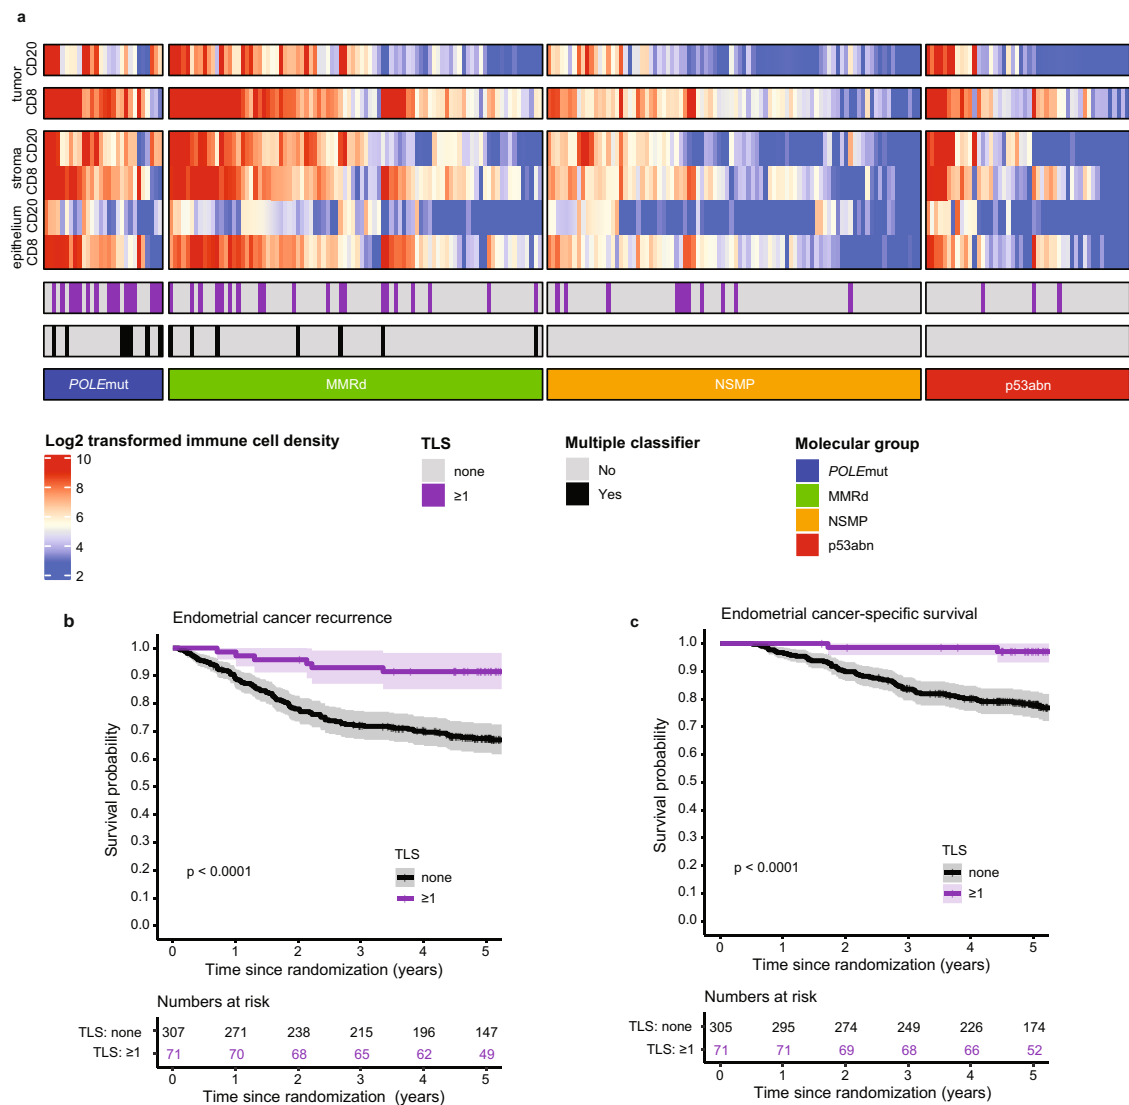 a
tumor
CD20
CD8
stroma
CD20
CD8
epithelium
CD20
CD8
POLEmut
MMRd
NSMP
p53abn
Log2 transformed immune cell density
10
8
6
4
2
TLS
none
≥1
Multiple classifier
No
Yes
Molecular group
POLEmut
MMRd
NSMP
p53abn
b
Endometrial cancer recurrence
Survival probability
1.0
0.9
0.8
0.7
0.6
0.5
0.4
0.3
0.2
0.1
0.0
p < 0.0001
TLS
none
≥1
0 1 2 3 4 5
Time since randomization (years)
Numbers at risk
TLS: none 307 271 238 215 196 147
TLS: ≥1 71 70 68 65 62 49
0 1 2 3 4 5
Time since randomization (years)
c
Endometrial cancer-specific survival
Survival probability
1.0
0.9
0.8
0.7
0.6
0.5
0.4
0.3
0.2
0.1
0.0
p < 0.0001
TLS
none
≥1
0 1 2 3 4 5
Time since randomization (years)
Numbers at risk
TLS: none 305 295 274 249 226 174
TLS: ≥1 71 71 69 68 66 52
0 1 2 3 4 5
Time since randomization (years)